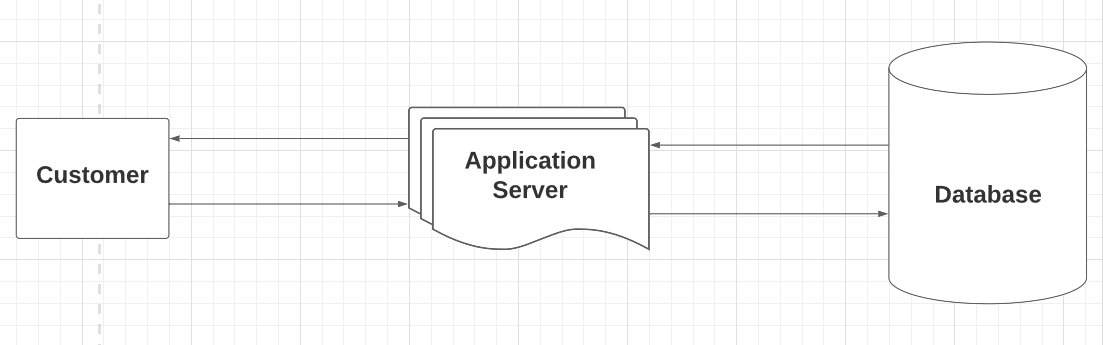 Customer
Application
Server
Database